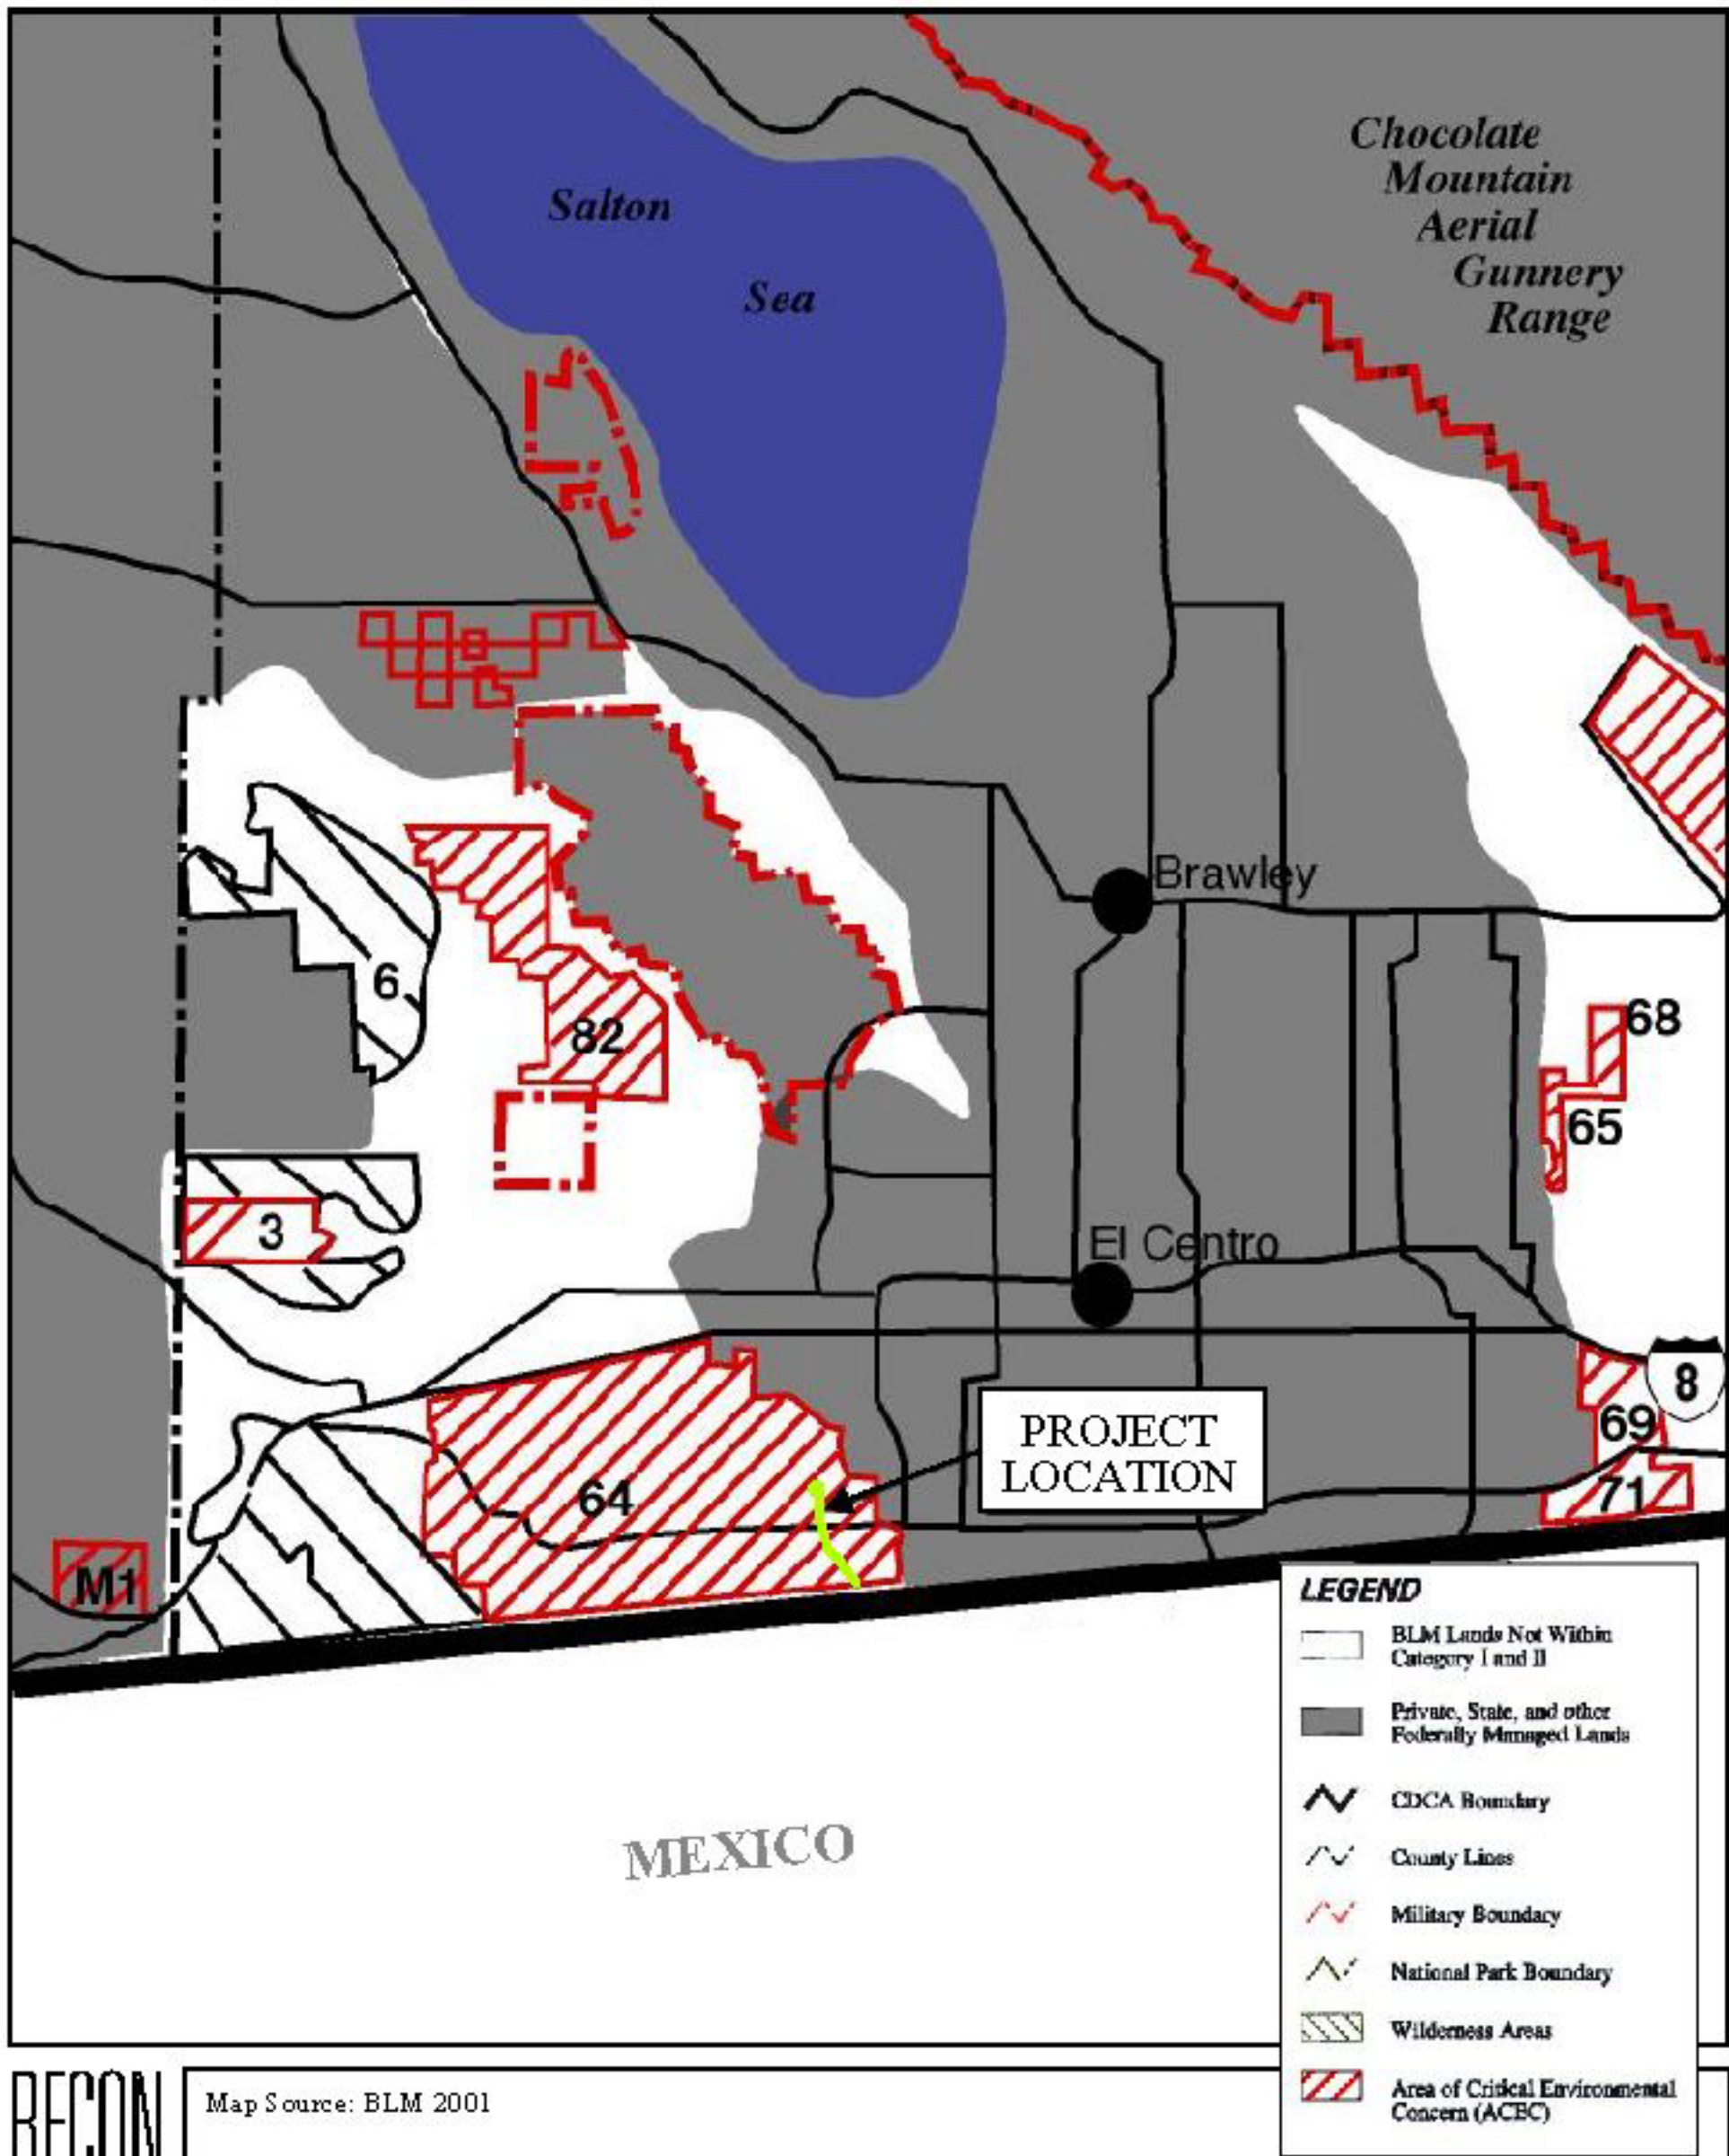 Chocolate
Mountain
Aerial
Gunnery
Range
Salton
Sea
Brawley
6
82
68
65
3
El Centro
8
PROJECT
LOCATION
69
64
71
M1
LEGEND
BLM Lands Not Within
Category I and II
Private, State, and other
Federally Managed Lands
CDCA Boundary
County Lines
Military Boundary
National Park Boundary
Wilderness Areas
Area of Critical Environmental
Concern (ACEC)
MEXICO
RECON
Map Source: BLM 2001